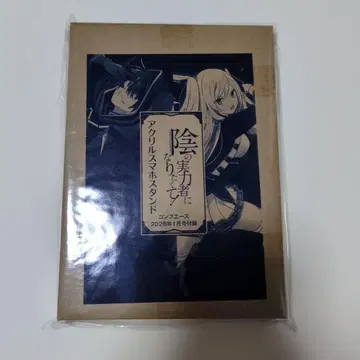 陰の実力者に
なりたくて!
アクリルスマホスタンド
コンプエース
2026年1月号付録